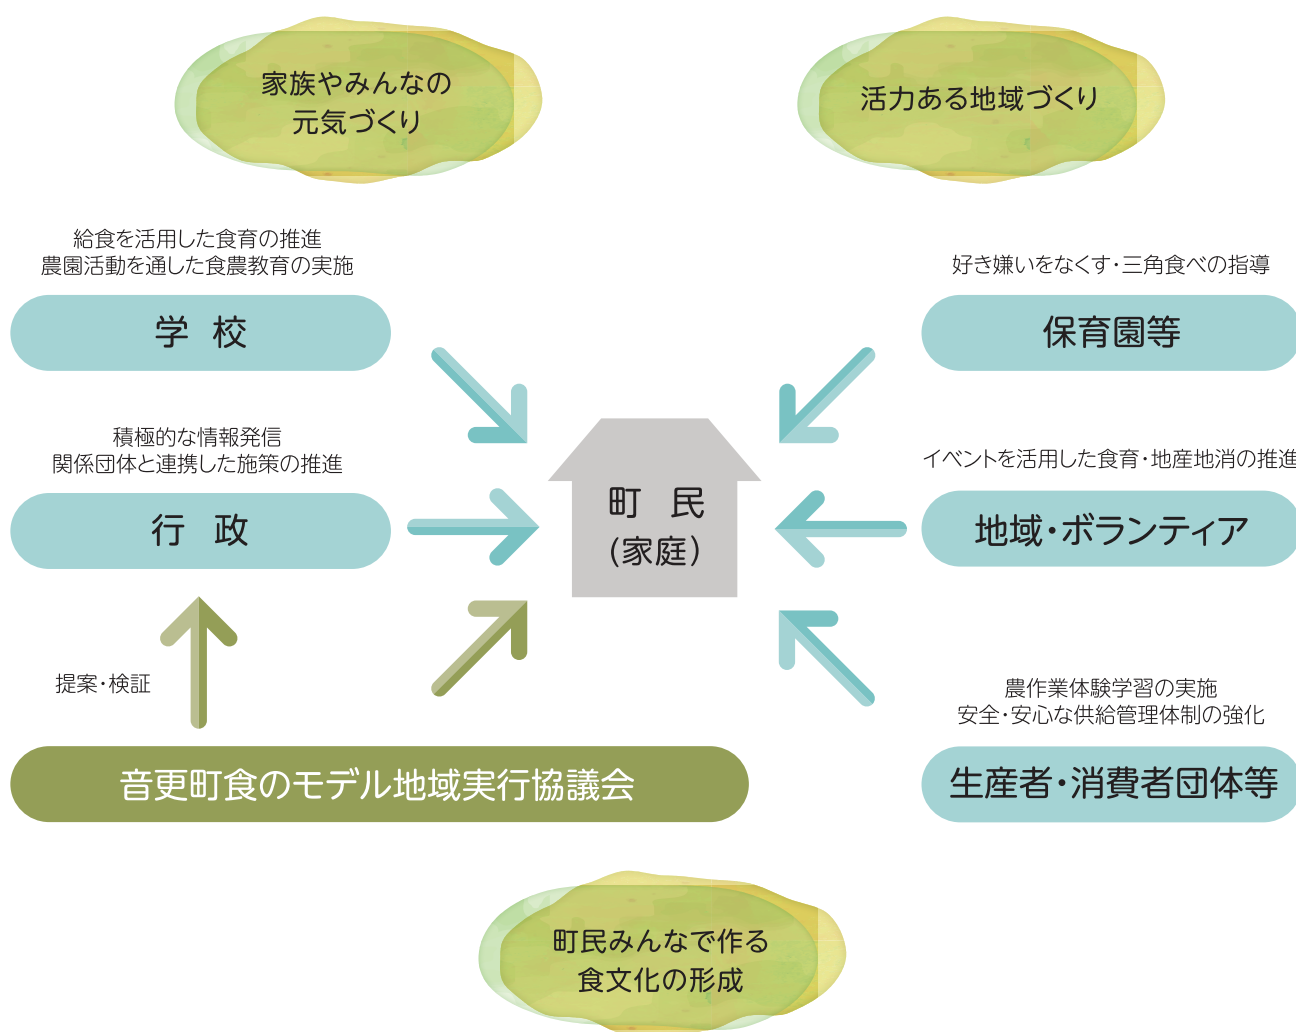 家族やみんなの
元気づくり
活力ある地域づくり
給食を活用した食育の推進
農園活動を通した食農教育の実施
学校
好き嫌いをなくす・三角食べの指導
保育園等
積極的な情報発信
関係団体と連携した施策の推進
行政
町民
(家庭)
イベントを活用した食育・地産地消の推進
地域・ボランティア
提案・検証
音更町食のモデル地域実行協議会
農作業体験学習の実施
安全・安心な供給管理体制の強化
生産者・消費者団体等
町民みんなで作る
食文化の形成